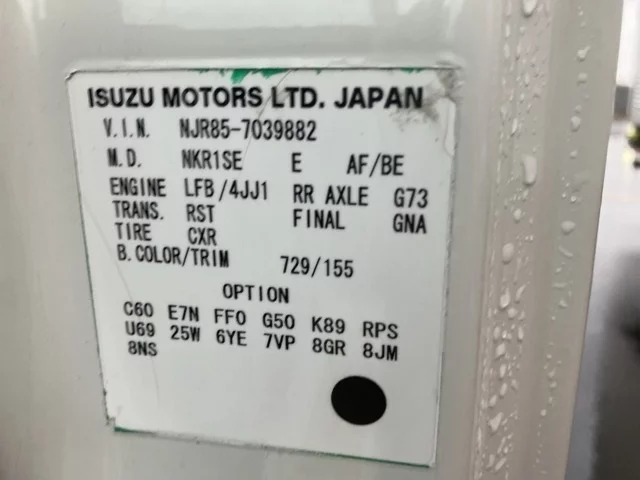 ISUZU MOTORS LTD. JAPAN
V.I.N. NJR85-7039882
M.D. NKR1SE E AF/BE
ENGINE LFB/4JJ1 RR AXLE G73
TRANS. RST FINAL GNA
TIRE CXR
B.COLOR/TRIM 729/155
OPTION
C60 E7N FF0 G50 K89 RPS
U69 25W 6YE 7VP 8GR 8JM
8NS